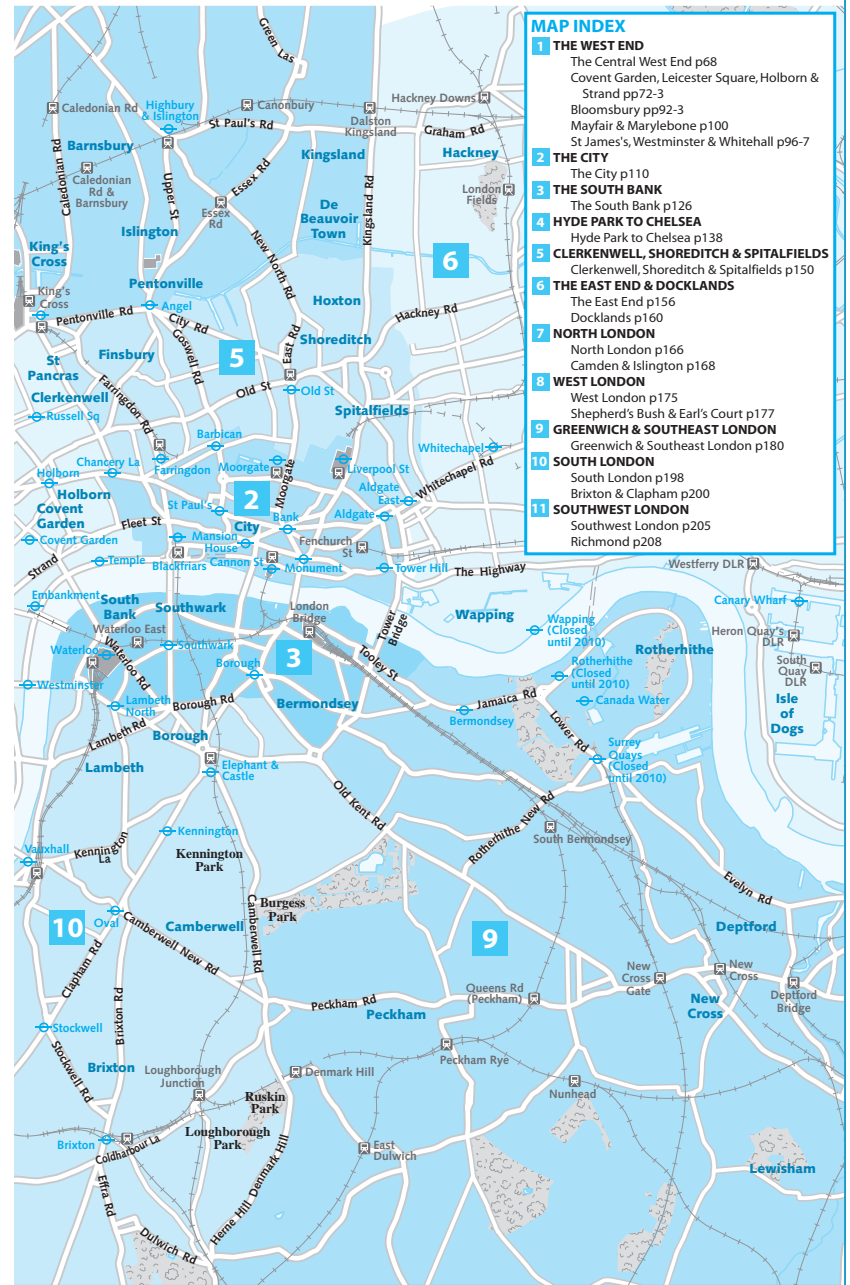 MAP INDEX
1 THE WEST END
The Central West End p68
Covent Garden, Leicester Square, Holborn &
Strand pp72-3
Bloomsbury pp92-3
Mayfair & Marylebone p100
St James's, Westminster & Whitehall p96-7
2 THE CITY
The City p110
3 THE SOUTH BANK
The South Bank p126
4 HYDE PARK TO CHELSEA
Hyde Park to Chelsea p138
5 CLERKENWELL, SHOREDITCH & SPITALFIELDS
Clerkenwell, Shoreditch & Spitalfields p150
6 THE EAST END & DOCKLANDS
The East End p156
Docklands p160
7 NORTH LONDON
North London p166
Camden & Islington p168
8 WEST LONDON
West London p175
Shepherd's Bush & Earl's Court p177
9 GREENWICH & SOUTHEAST LONDON
Greenwich & Southeast London p180
10 SOUTH LONDON
South London p198
Brixton & Clapham p200
11 SOUTHWEST LONDON
Southwest London p205
Richmond p208
Green Las
Caledonian Rd
Highbury
& Islington
Canonbury
Hackney Downs
St Paul's Rd
Dalston
Kingsland
Graham Rd
Barnsbury
Kingsland
Hackney
Caledonian Rd
Caledonian
Rd &
Barnsbury
Upper St
Essex Rd
London
Fields
Essex
Rd
De
Beauvoir
Town
Kingsland Rd
Islington
New North Rd
King's
Cross
6
Pentonville
King's
Cross
Angel
Hoxton
Pentonville Rd
City Rd
Hackney Rd
Goswell Rd
East Rd
Shoreditch
Finsbury
5
St
Pancras
Clerkenwell
Farringdon Rd
Old St
Old St
Russell Sq
Spitalfields
Barbican
Whitechapel
Chancery La
Farringdon
Moorgate
Moorgate
Liverpool St
Whitechapel Rd
Holborn
Holborn
Aldgate
East
St Paul's
2
Covent
Garden
Fleet St
City
Bank
Aldgate
Covent Garden
Mansion
House
Fenchurch
St
Temple
Blackfriars
Cannon St
Monument
Tower Hill
The Highway
Westferry DLR
Strand
Embankment
South
Bank
Southwark
London
Bridge
Tower
Bridge
Wapping
Wapping
(Closed
until 2010)
Canary Wharf
Waterloo East
Waterloo
Southwark
3
Tooley St
Rotherhithe
Heron Quay's
DLR
Waterloo Rd
Borough
Rotherhithe
(Closed
until 2010)
South
Quay
DLR
Westminster
Lambeth
North
Borough Rd
Bermondsey
Jamaica Rd
Bermondsey
Canada Water
Isle
of
Dogs
Lambeth Rd
Borough
Lower Rd
Surrey
Quays
(Closed
until 2010)
Lambeth
Elephant &
Castle
Old Kent Rd
Rotherhithe New Rd
Kennington
South Bermondsey
Vauxhall
Kennington
La
Kennington
Park
Evelyn Rd
Burgess
Park
Camberwell Rd
10
Oval
Camberwell
9
Deptford
Camberwell New Rd
Clapham Rd
New
Cross
Gate
New
Cross
Deptford
Bridge
Queens Rd
(Peckham)
New
Cross
Peckham Rd
Peckham
Brixton Rd
Stockwell
Stockwell Rd
Peckham Rye
Brixton
Loughborough
Junction
Denmark Hill
Nunhead
Ruskin
Park
Loughborough
Park
Brixton
Coldharbour La
East
Dulwich
Lewisham
Effra Rd
Herne Hill
Denmark Hill
Dulwich Rd